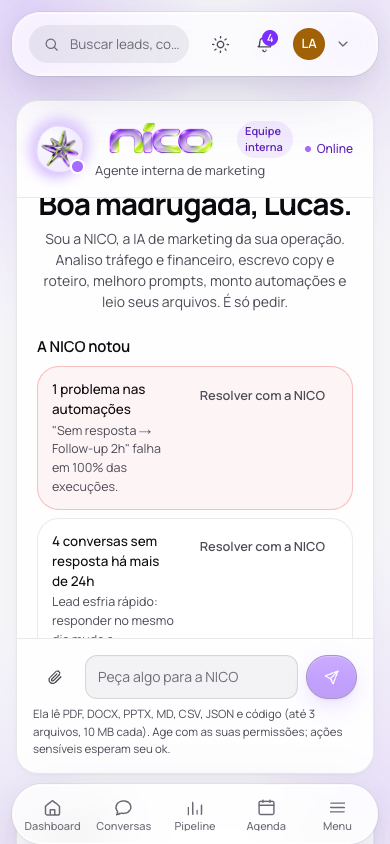 Buscar leads, co...
4
LA
nico
Equipe
interna
Online
Agente interna de marketing
Boa madrugada, Lucas.
Sou a NICO, a IA de marketing da sua operação.
Analiso tráfego e financeiro, escrevo copy e
roteiro, melhoro prompts, monto automações e
leio seus arquivos. É só pedir.
A NICO notou
1 problema nas
automações
Resolver com a NICO
"Sem resposta →
Follow-up 2h" falha
em 100% das
execuções.
4 conversas sem
resposta há mais
de 24h
Resolver com a NICO
Lead esfria rápido:
responder no mesmo
Peça algo para a NICO
Ela lê PDF, DOCX, PPTX, MD, CSV, JSON e código (até 3
arquivos, 10 MB cada). Age com as suas permissões; ações
sensíveis esperam seu ok.
Dashboard
Conversas
Pipeline
Agenda
Menu